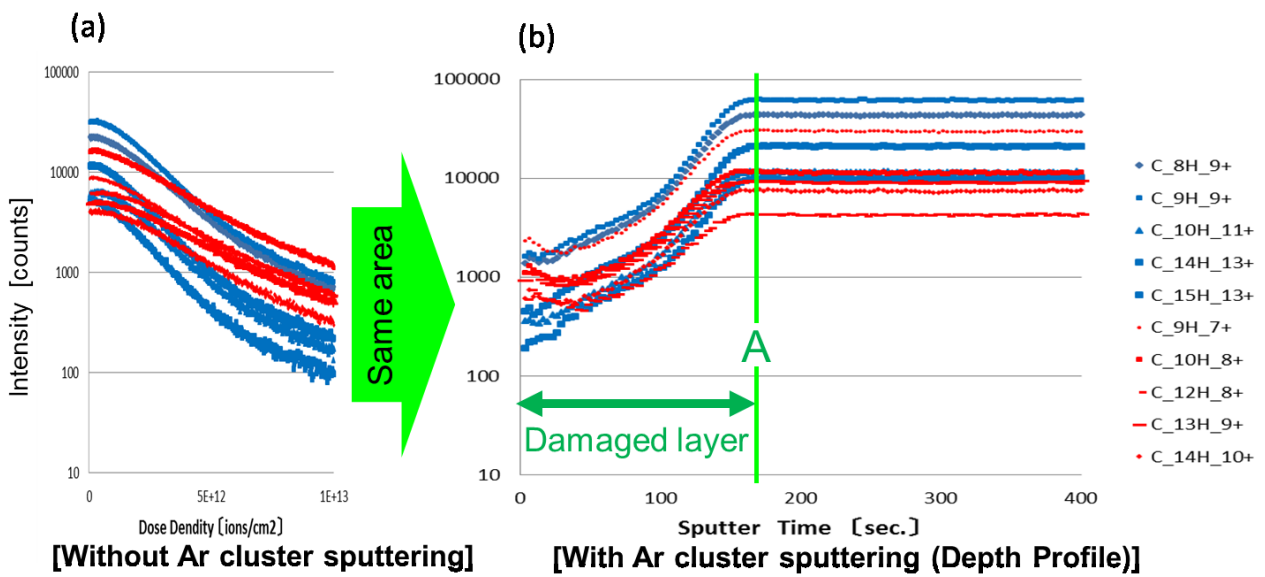 (a)
(b)
Intensity [counts]
100000
10000
1000
100
10
0
5E+12
1E+13
Dose Dendity [ions/cm2]
[Without Ar cluster sputtering]
Same area
100000
10000
1000
100
10
A
Damaged layer
0
100
200
300
400
Sputter Time [sec.]
[With Ar cluster sputtering (Depth Profile)]
C_8H_9+
C_9H_9+
C_10H_11+
C_14H_13+
C_15H_13+
C_9H_7+
C_10H_8+
C_12H_8+
C_13H_9+
C_14H_10+